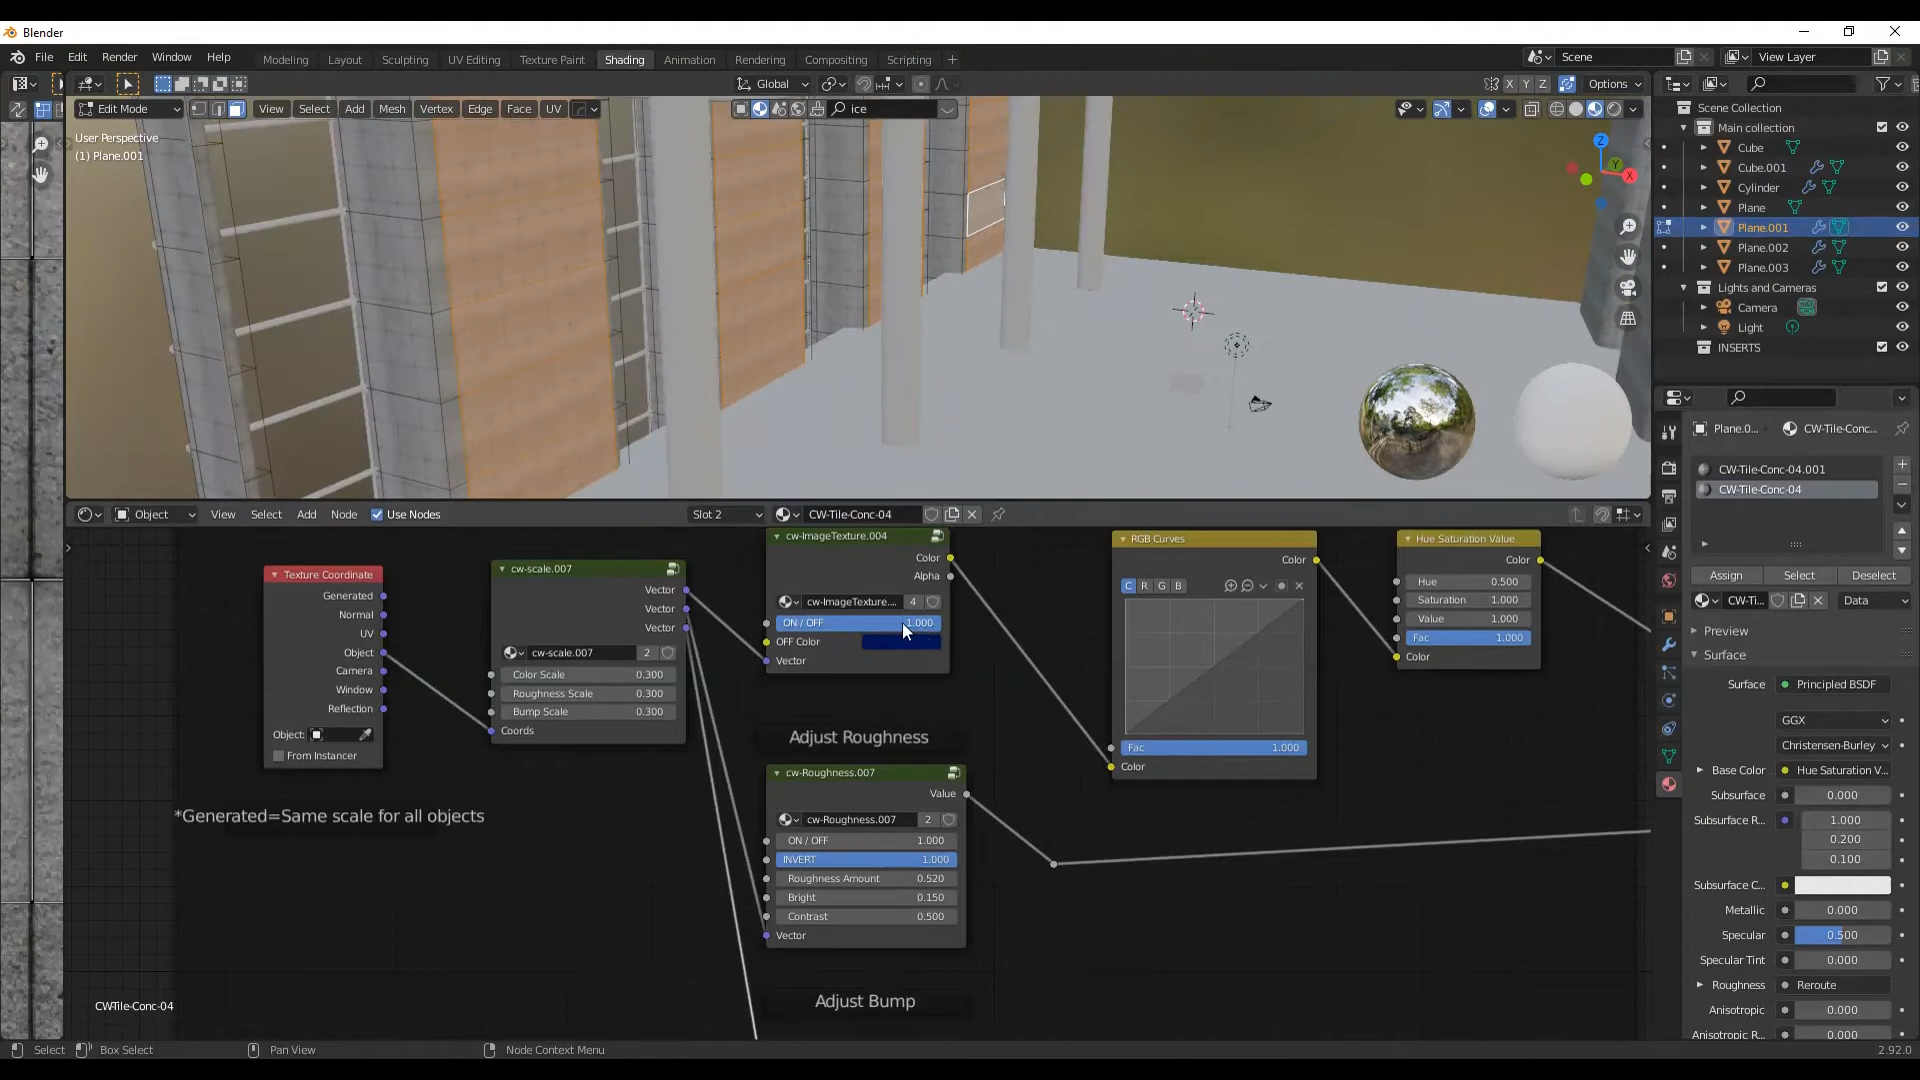 Blender
File Edit Render Window Help
Modeling Layout Sculpting UV Editing Texture Paint Shading Animation Rendering Compositing Scripting +
Scene
View Layer
Global
X Y Z
Options
Edit Mode
View Select Add Mesh Vertex Edge Face UV
ice
User Perspective
(1) Plane.001
Z
Y
X
Scene Collection
Main collection
Cube
Cube.001
Cylinder
Plane
Plane.001
Plane.002
Plane.003
Lights and Cameras
Camera
Light
INSERTS
Plane.0...
CW-Tile-Conc...
CW-Tile-Conc-04.001
CW-Tile-Conc-04
Assign Select Deselect
CW-Ti...
Data
Preview
Surface
Surface Principled BSDF
GGX
Christensen-Burley
Base Color Hue Saturation V...
Subsurface 0.000
Subsurface R... 1.000
0.200
0.100
Subsurface C...
Metallic 0.000
Specular 0.500
Specular Tint 0.000
Roughness Reroute
Anisotropic 0.000
Anisotropic R... 0.000
Object
View Select Add Node Use Nodes
Slot 2
CW-Tile-Conc-04
Texture Coordinate
Generated
Normal
UV
Object
Camera
Window
Reflection
Object:
From Instancer
*Generated=Same scale for all objects
cw-scale.007
Vector
Vector
Vector
cw-scale.007 2
Color Scale 0.300
Roughness Scale 0.300
Bump Scale 0.300
Coords
cw-ImageTexture.004
Color
Alpha
cw-ImageTexture.... 4
ON / OFF 1.000
OFF Color
Vector
Adjust Roughness
cw-Roughness.007
Value
cw-Roughness.007 2
ON / OFF 1.000
INVERT 1.000
Roughness Amount 0.520
Bright 0.150
Contrast 0.500
Vector
Adjust Bump
RGB Curves
Color
C R G B
Fac 1.000
Color
Hue Saturation Value
Color
Hue 0.500
Saturation 1.000
Value 1.000
Fac 1.000
Color
CW-Tile-Conc-04
Select
Box Select
Pan View
Node Context Menu
2.92.0